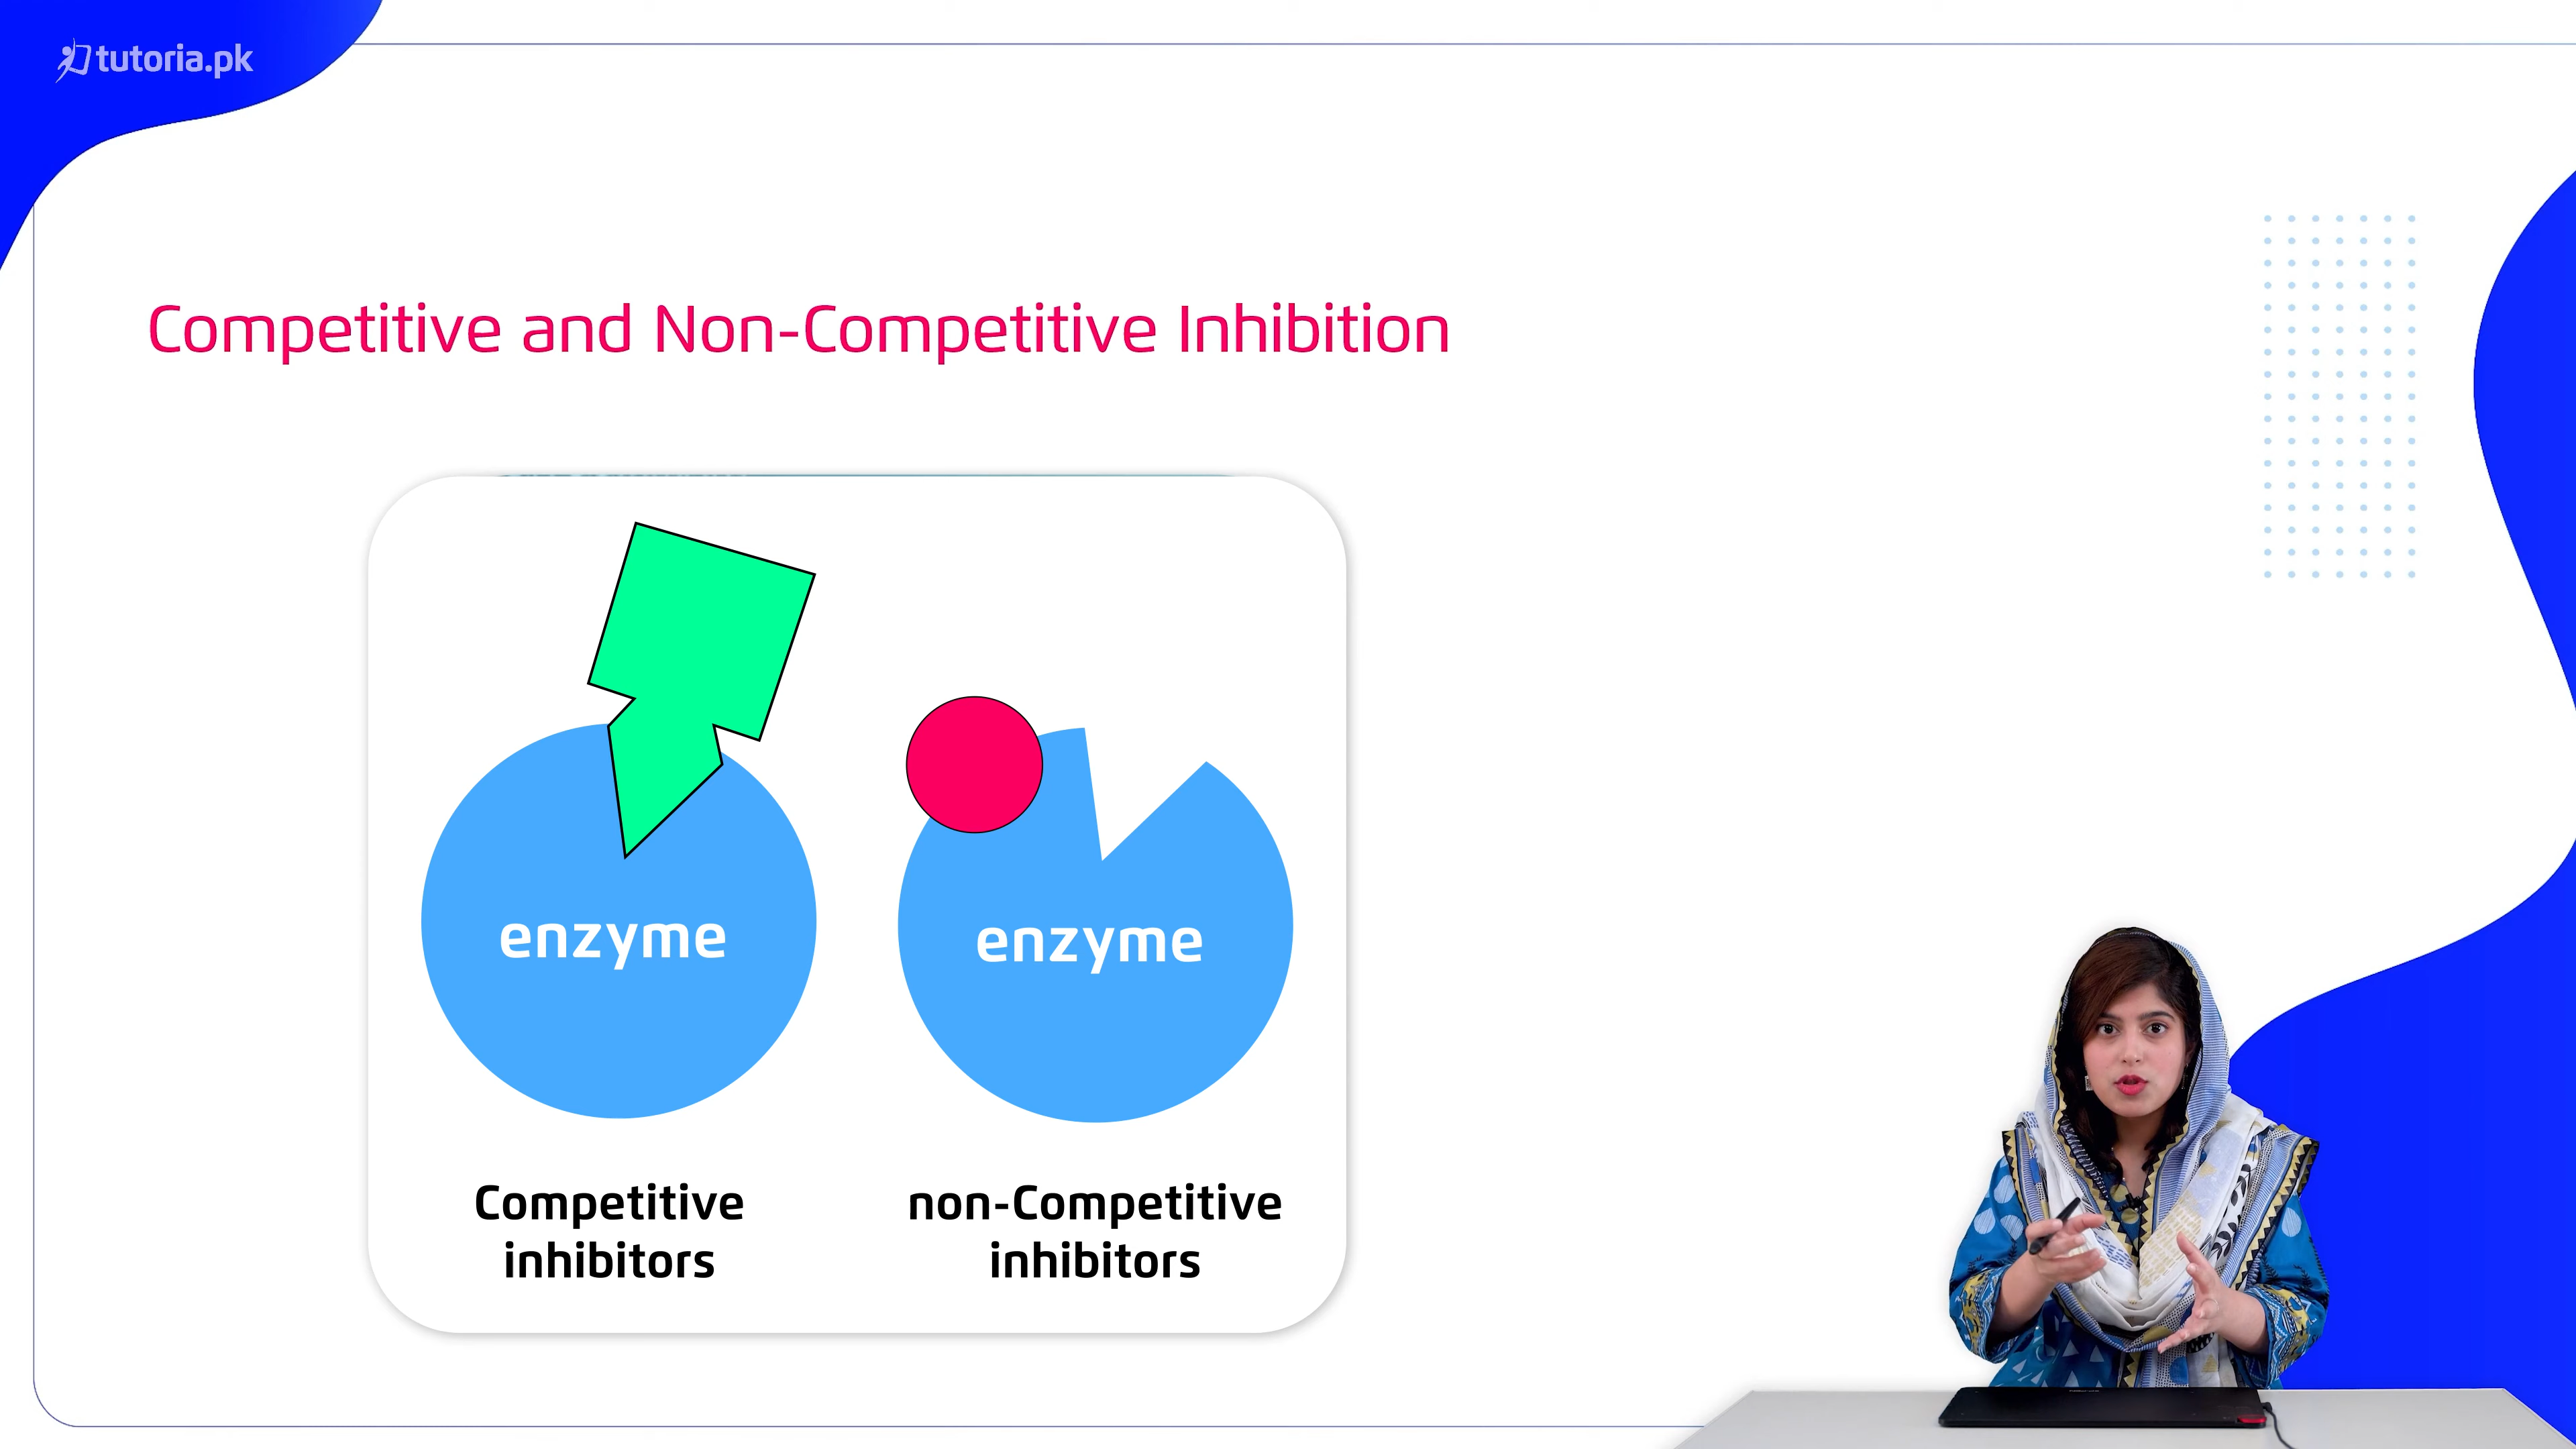 tutoria.pk
Competitive and Non-Competitive Inhibition
enzyme
enzyme
Competitive
inhibitors
non-Competitive
inhibitors